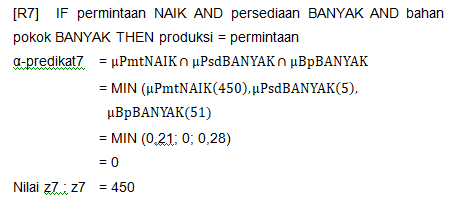 [R7] IF permintaan NAIK AND persediaan BANYAK AND bahan
pokok BANYAK THEN produksi = permintaan
α-predikat7 = μPmtNAIK∩ μPsdBANYAK∩ μBpBANYAK
= MIN (μPmtNAIK(450),μPsdBANYAK(5),
μBpBANYAK(51)
= MIN (0,21; 0; 0,28)
= 0
Nilai z7 : z7 = 450